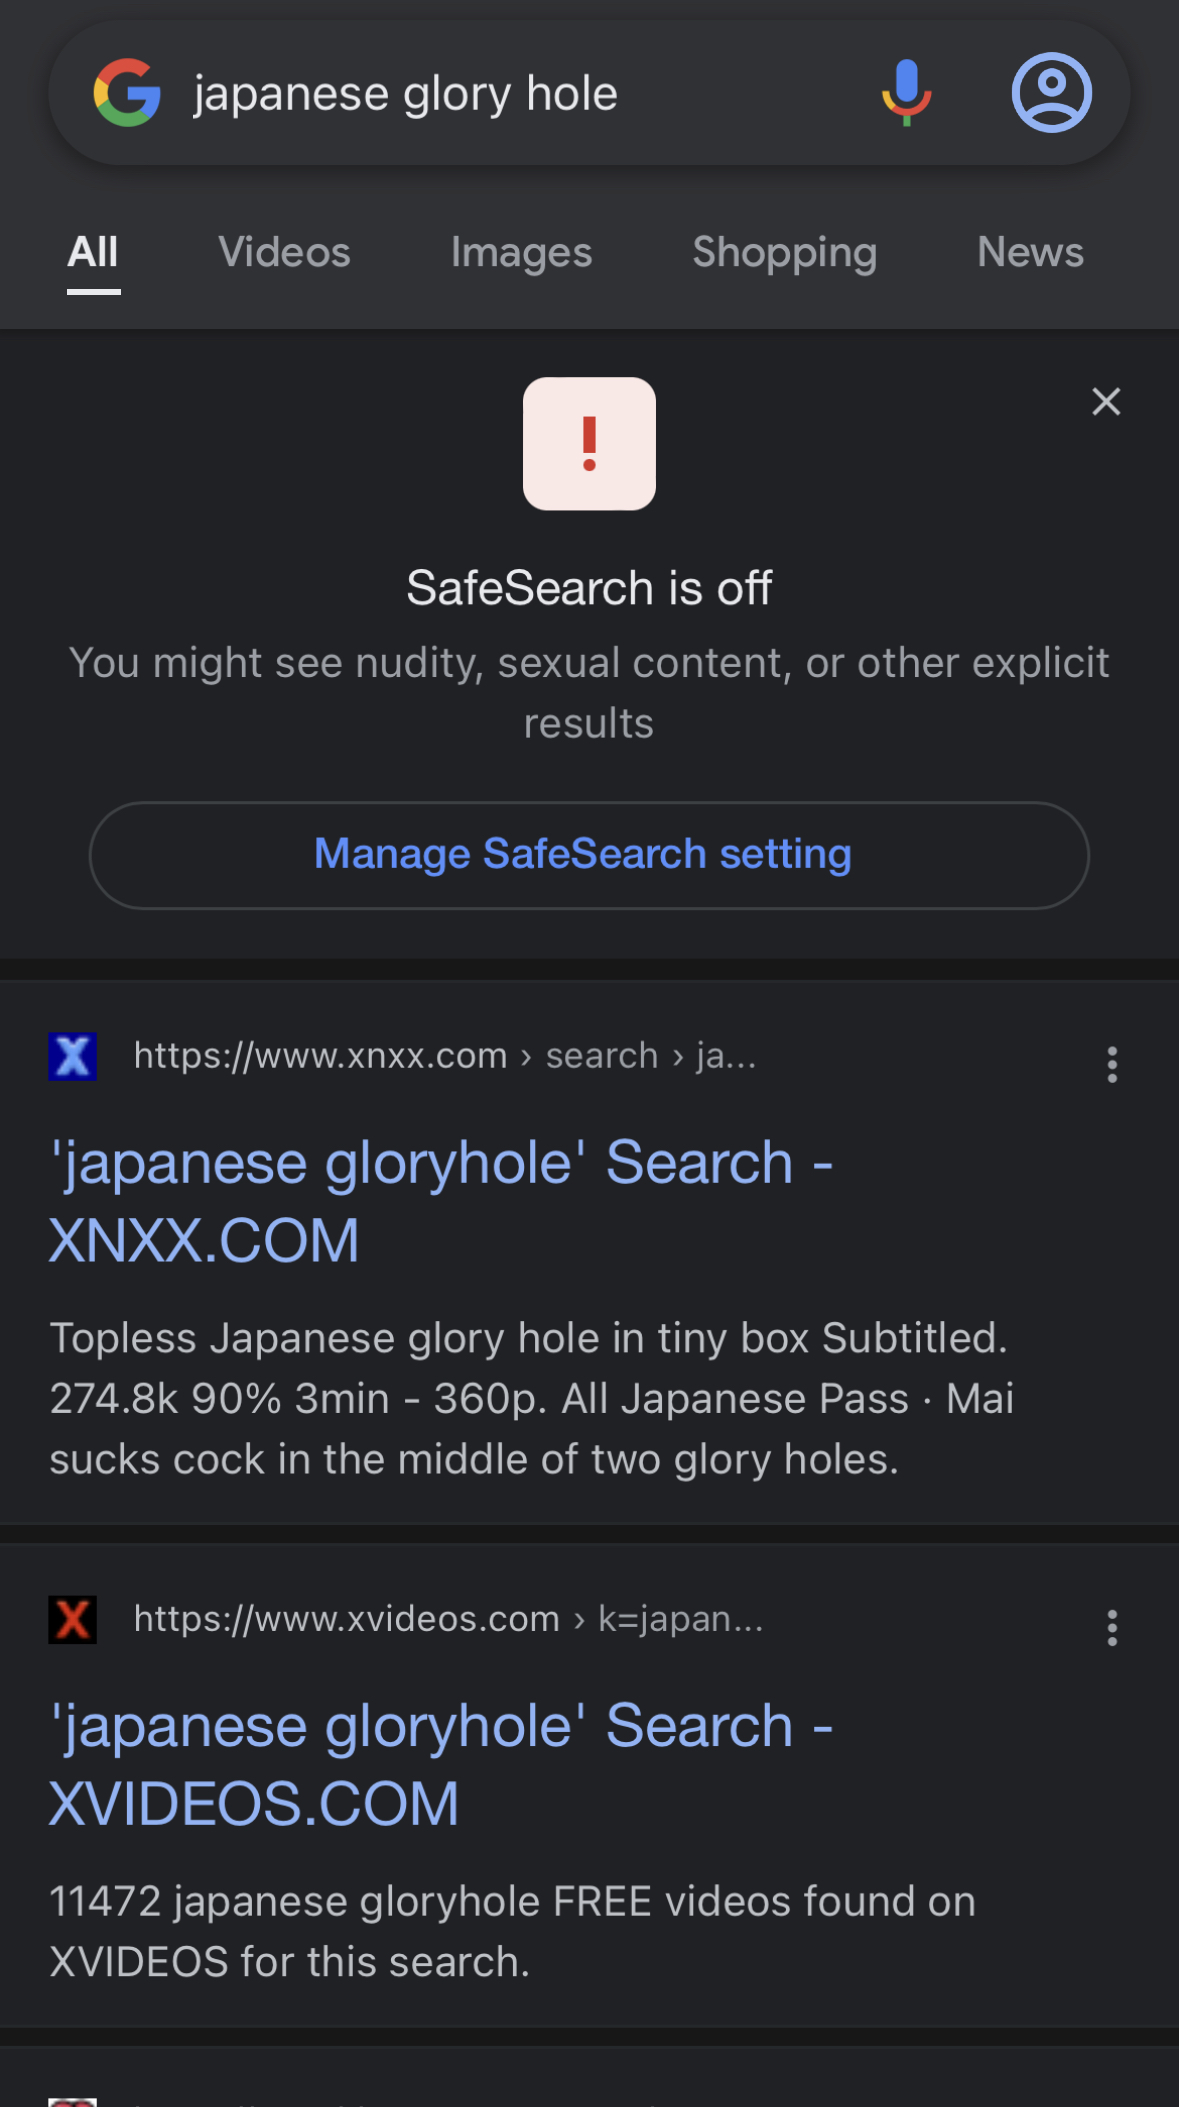 japanese glory hole
All Videos Images Shopping News
SafeSearch is off
You might see nudity, sexual content, or other explicit
results
Manage SafeSearch setting
https://www.xnxx.com › search › ja...
'japanese gloryhole' Search -
XNXX.COM
Topless Japanese glory hole in tiny box Subtitled.
274.8k 90% 3min - 360p. All Japanese Pass · Mai
sucks cock in the middle of two glory holes.
https://www.xvideos.com › k=japan...
'japanese gloryhole' Search -
XVIDEOS.COM
11472 japanese gloryhole FREE videos found on
XVIDEOS for this search.